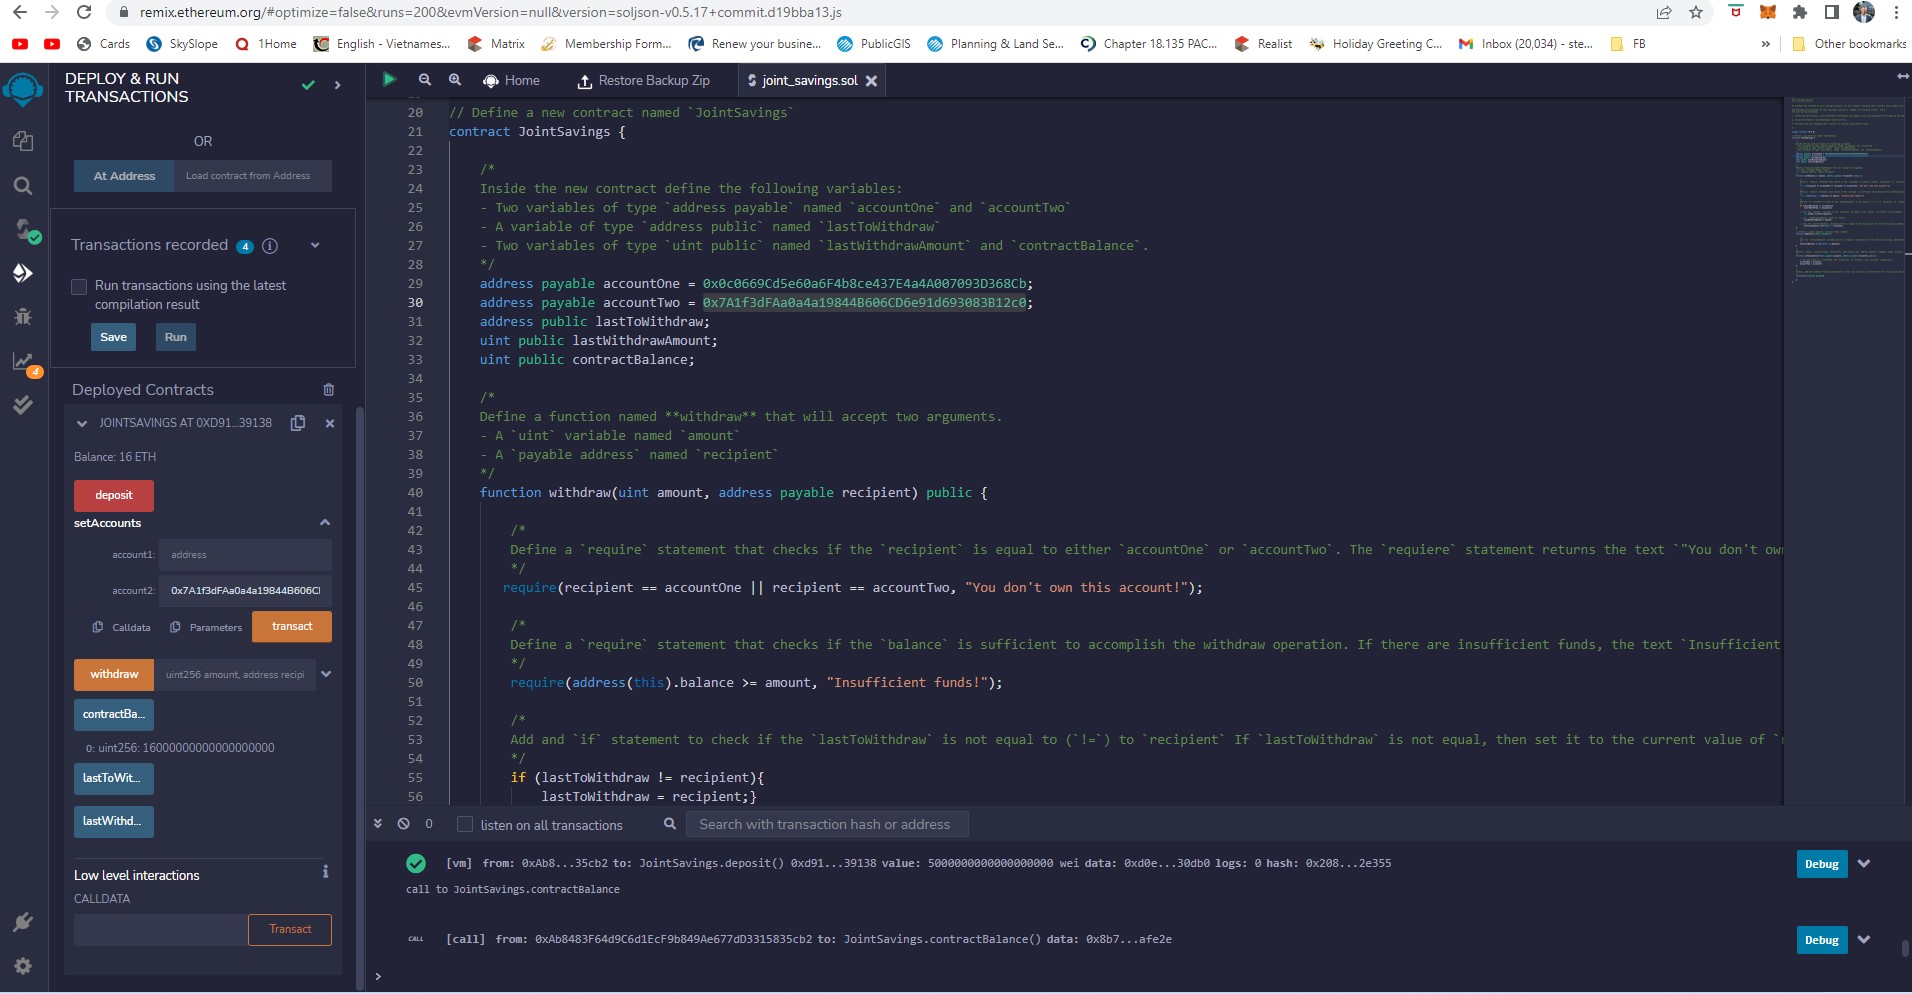 remix.ethereum.org/#optimize=false&runs=200&evmVersion=null&version=soljson-v0.5.17+commit.d19bba13.js
Cards
SkySlope
1Home
English - Vietnames...
Matrix
Membership Form...
Renew your busine...
PublicGIS
Planning & Land Se...
Chapter 18.135 PAC...
Realist
Holiday Greeting C...
Inbox (20,034) - ste...
FB
»
Other bookmarks
DEPLOY & RUN
TRANSACTIONS
Home
Restore Backup Zip
joint_savings.sol
OR
At Address
Load contract from Address
Transactions recorded 4
Run transactions using the latest
compilation result
Save
Run
4
Deployed Contracts
JOINTSAVINGS AT 0XD91...39138
Balance: 16 ETH
deposit
setAccounts
account1: address
account2: 0x7A1f3dFAa0a4a19844B606C
Calldata
Parameters
transact
withdraw
uint256 amount, address recipi
contractBa...
0: uint256: 16000000000000000000
lastToWit...
lastWithd...
Low level interactions
CALLDATA
Transact
20 // Define a new contract named `JointSavings`
21 contract JointSavings {
22
23 /*
24 Inside the new contract define the following variables:
25 - Two variables of type `address payable` named `accountOne` and `accountTwo`
26 - A variable of type `address public` named `lastToWithdraw`
27 - Two variables of type `uint public` named `lastWithdrawAmount` and `contractBalance`.
28 */
29 address payable accountOne = 0x0c0669Cd5e60a6F4b8ce437E4a4A007093D368Cb;
30 address payable accountTwo = 0x7A1f3dFAa0a4a19844B606CD6e91d693083B12c0;
31 address public lastToWithdraw;
32 uint public lastWithdrawAmount;
33 uint public contractBalance;
34
35 /*
36 Define a function named **withdraw** that will accept two arguments.
37 - A `uint` variable named `amount`
38 - A `payable address` named `recipient`
39 */
40 function withdraw(uint amount, address payable recipient) public {
41
42 /*
43 Define a `require` statement that checks if the `recipient` is equal to either `accountOne` or `accountTwo`. The `requiere` statement returns the text `"You don't own
44 */
45 require(recipient == accountOne || recipient == accountTwo, "You don't own this account!");
46
47 /*
48 Define a `require` statement that checks if the `balance` is sufficient to accomplish the withdraw operation. If there are insufficient funds, the text `Insufficient
49 */
50 require(address(this).balance >= amount, "Insufficient funds!");
51
52 /*
53 Add and `if` statement to check if the `lastToWithdraw` is not equal to (`!=`) to `recipient` If `lastToWithdraw` is not equal, then set it to the current value of `
54 */
55 if (lastToWithdraw != recipient){
56 lastToWithdraw = recipient;}
0
listen on all transactions
Search with transaction hash or address
[vm] from: 0xAb8...35cb2 to: JointSavings.deposit() 0xd91...39138 value: 5000000000000000000 wei data: 0xd0e...30db0 logs: 0 hash: 0x208...2e355
Debug
call to JointSavings.contractBalance
CALL [call] from: 0xAb8483F64d9C6d1EcF9b849Ae677dD3315835cb2 to: JointSavings.contractBalance() data: 0x8b7...afe2e
Debug
>